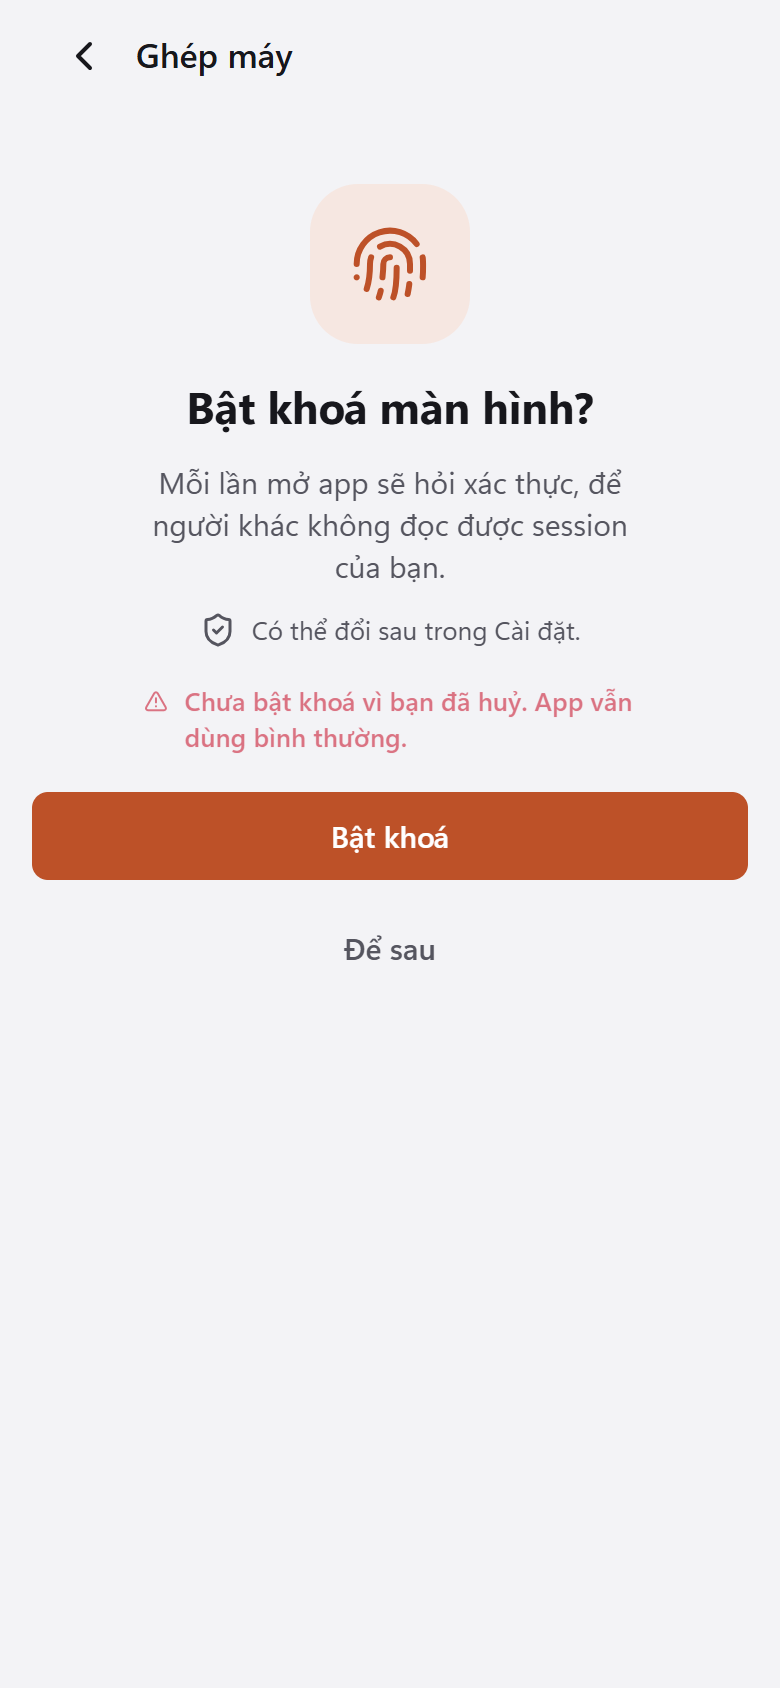 Ghép máy
Bật khoá màn hình?
Mỗi lần mở app sẽ hỏi xác thực, để
người khác không đọc được session
của bạn.
Có thể đổi sau trong Cài đặt.
Chưa bật khoá vì bạn đã huỷ. App vẫn
dùng bình thường.
Bật khoá
Để sau